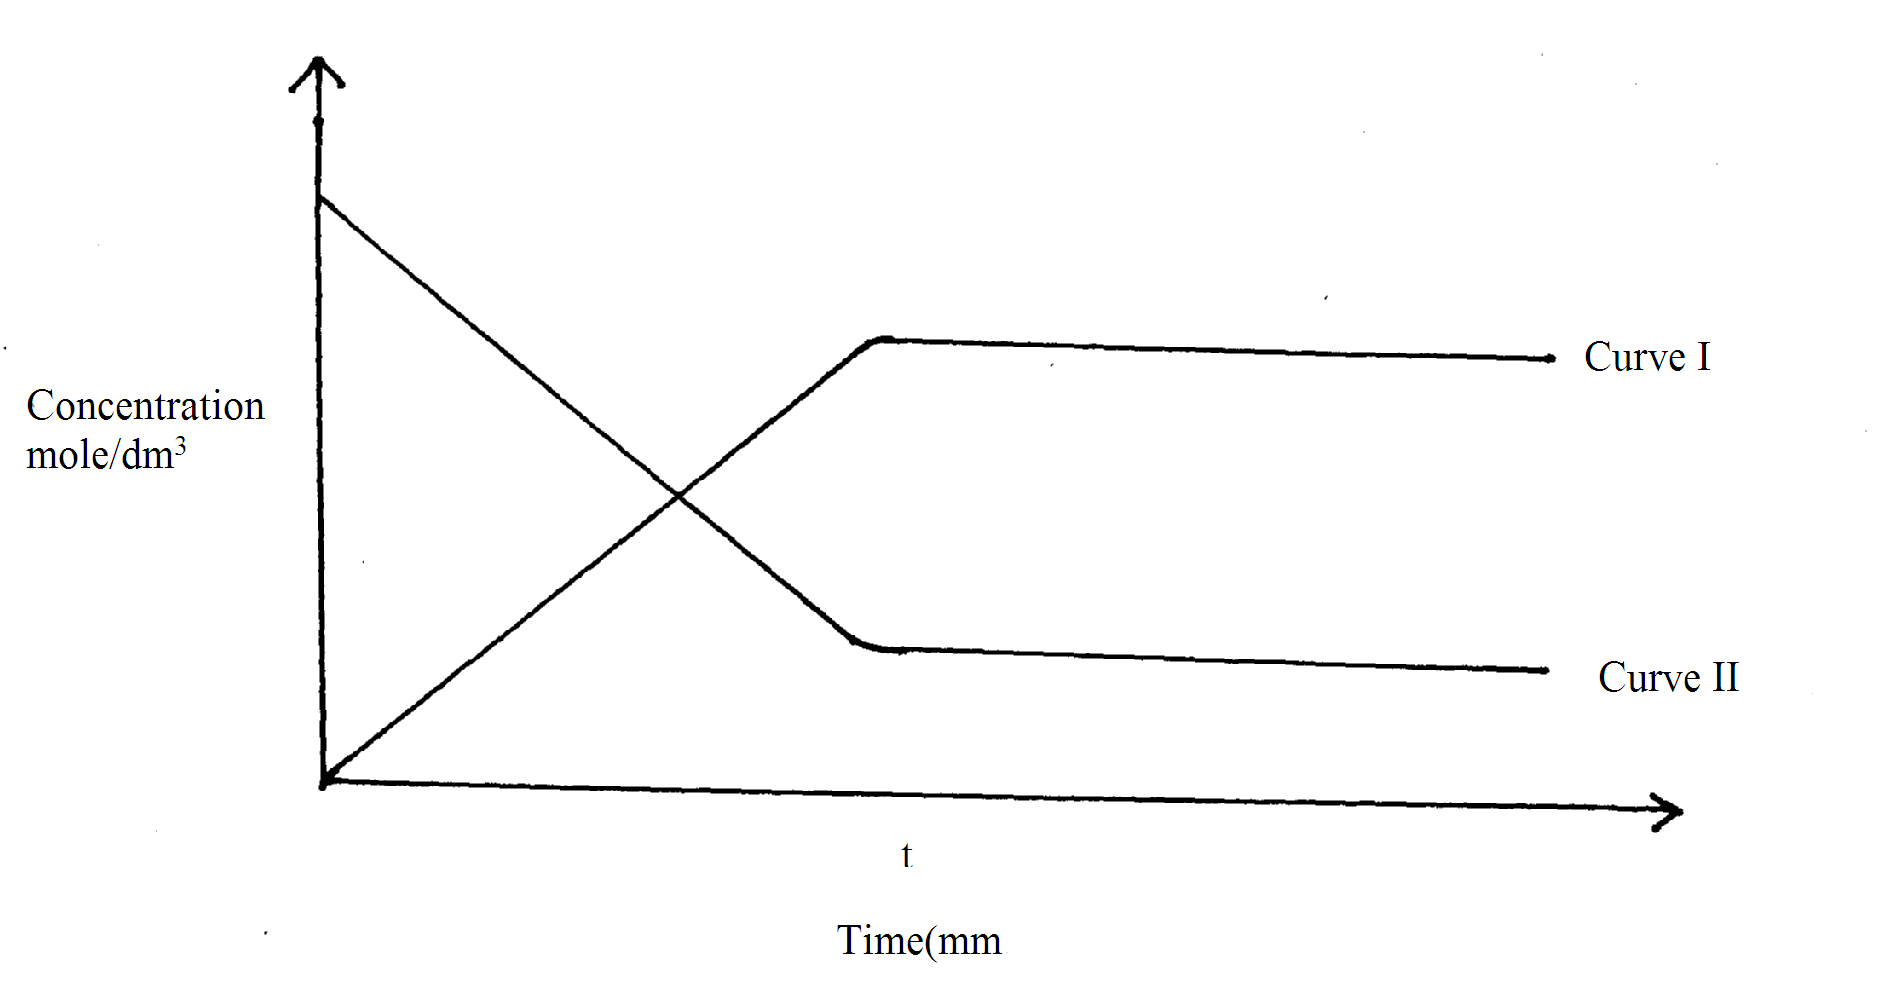 Curve I
Concentration
mole/dm³
Curve II
t
Time(mm